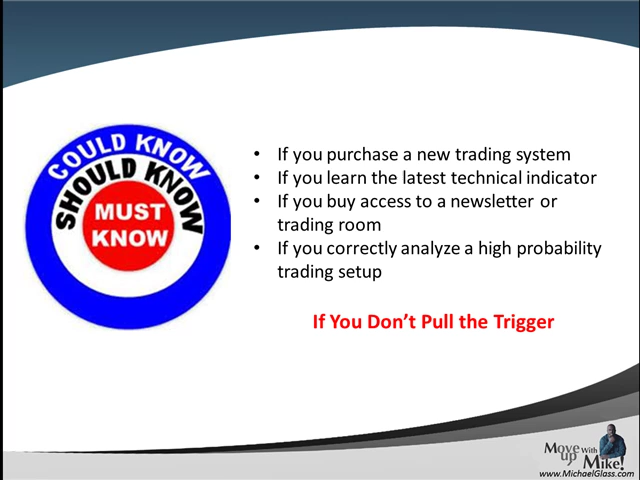 COULD KNOW
SHOULD KNOW
MUST
KNOW
• If you purchase a new trading system
• If you learn the latest technical indicator
• If you buy access to a newsletter or
trading room
• If you correctly analyze a high probability
trading setup
If You Don't Pull the Trigger
Move With
up Mike!
www.MichaelGlass.com